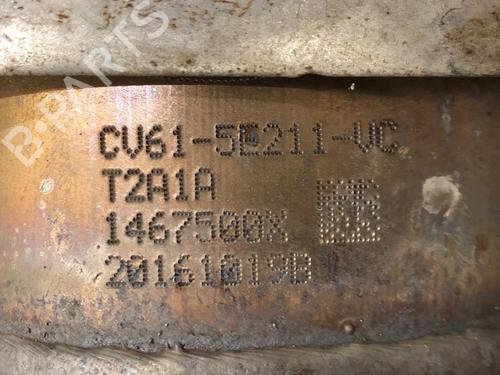 B-PARTS
CV61-5E211-VC
T2A1A
1467500X
20161019B